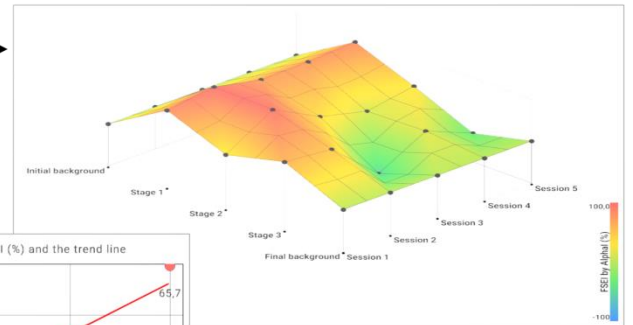 Initial background
Stage 1
Stage 2
Stage 3
Final background
Session 1
Session 2
Session 3
Session 4
Session 5
100,0
FSEI by Alphal (%)
-100
I (%) and the trend line
65,7